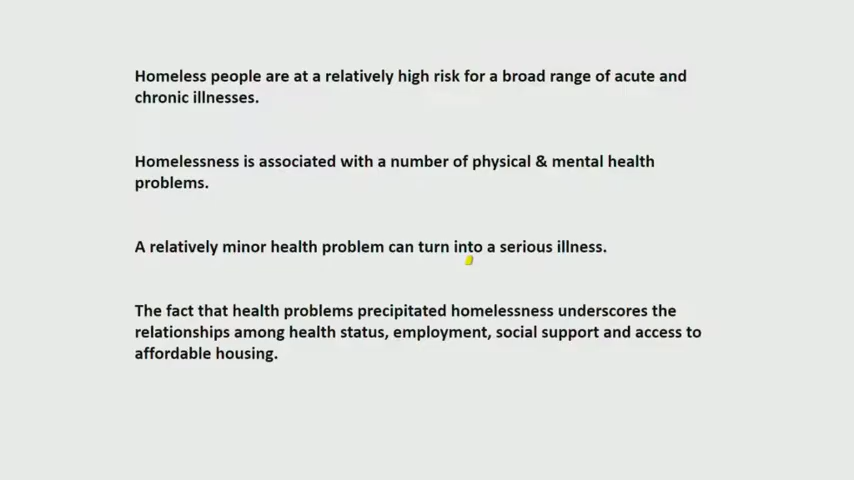 Homeless people are at a relatively high risk for a broad range of acute and
chronic illnesses.
Homelessness is associated with a number of physical & mental health
problems.
A relatively minor health problem can turn into a serious illness.
The fact that health problems precipitated homelessness underscores the
relationships among health status, employment, social support and access to
affordable housing.